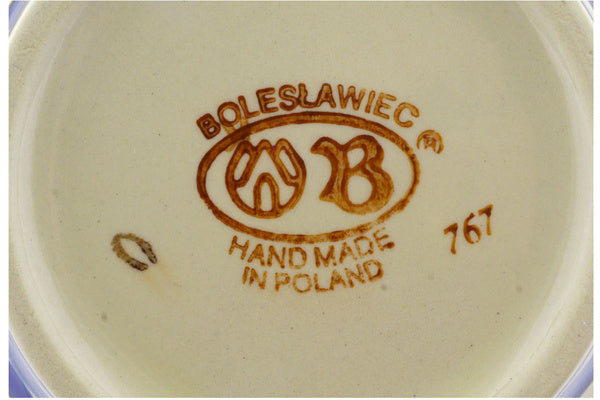 BOLESŁAWIEC
B
HAND MADE
IN POLAND
767